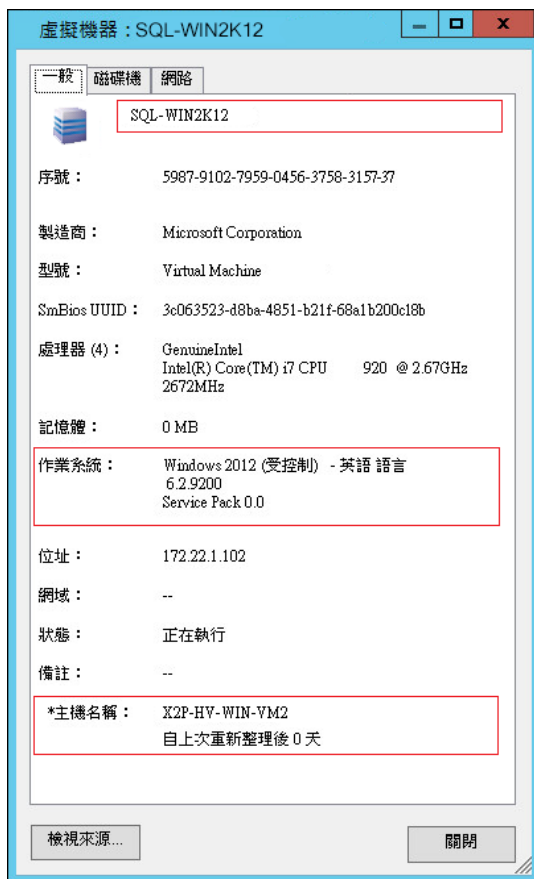 虛擬機器：SQL-WIN2K12
一般 磁碟機 網路
SQL-WIN2K12
序號： 5987-9102-7959-0456-3758-3157-37
製造商： Microsoft Corporation
型號： Virtual Machine
SmBios UUID： 3c063523-d8ba-4851-b21f-68a1b200c18b
處理器 (4)： GenuineIntel
Intel(R) Core(TM) i7 CPU 920 @ 2.67GHz
2672MHz
記憶體： 0 MB
作業系統： Windows 2012 (受控制) - 英語 語言
6.2.9200
Service Pack 0.0
位址： 172.22.1.102
網域： --
狀態： 正在執行
備註： --
*主機名稱： X2P-HV-WIN-VM2
自上次重新整理後 0 天
檢視來源... 關閉